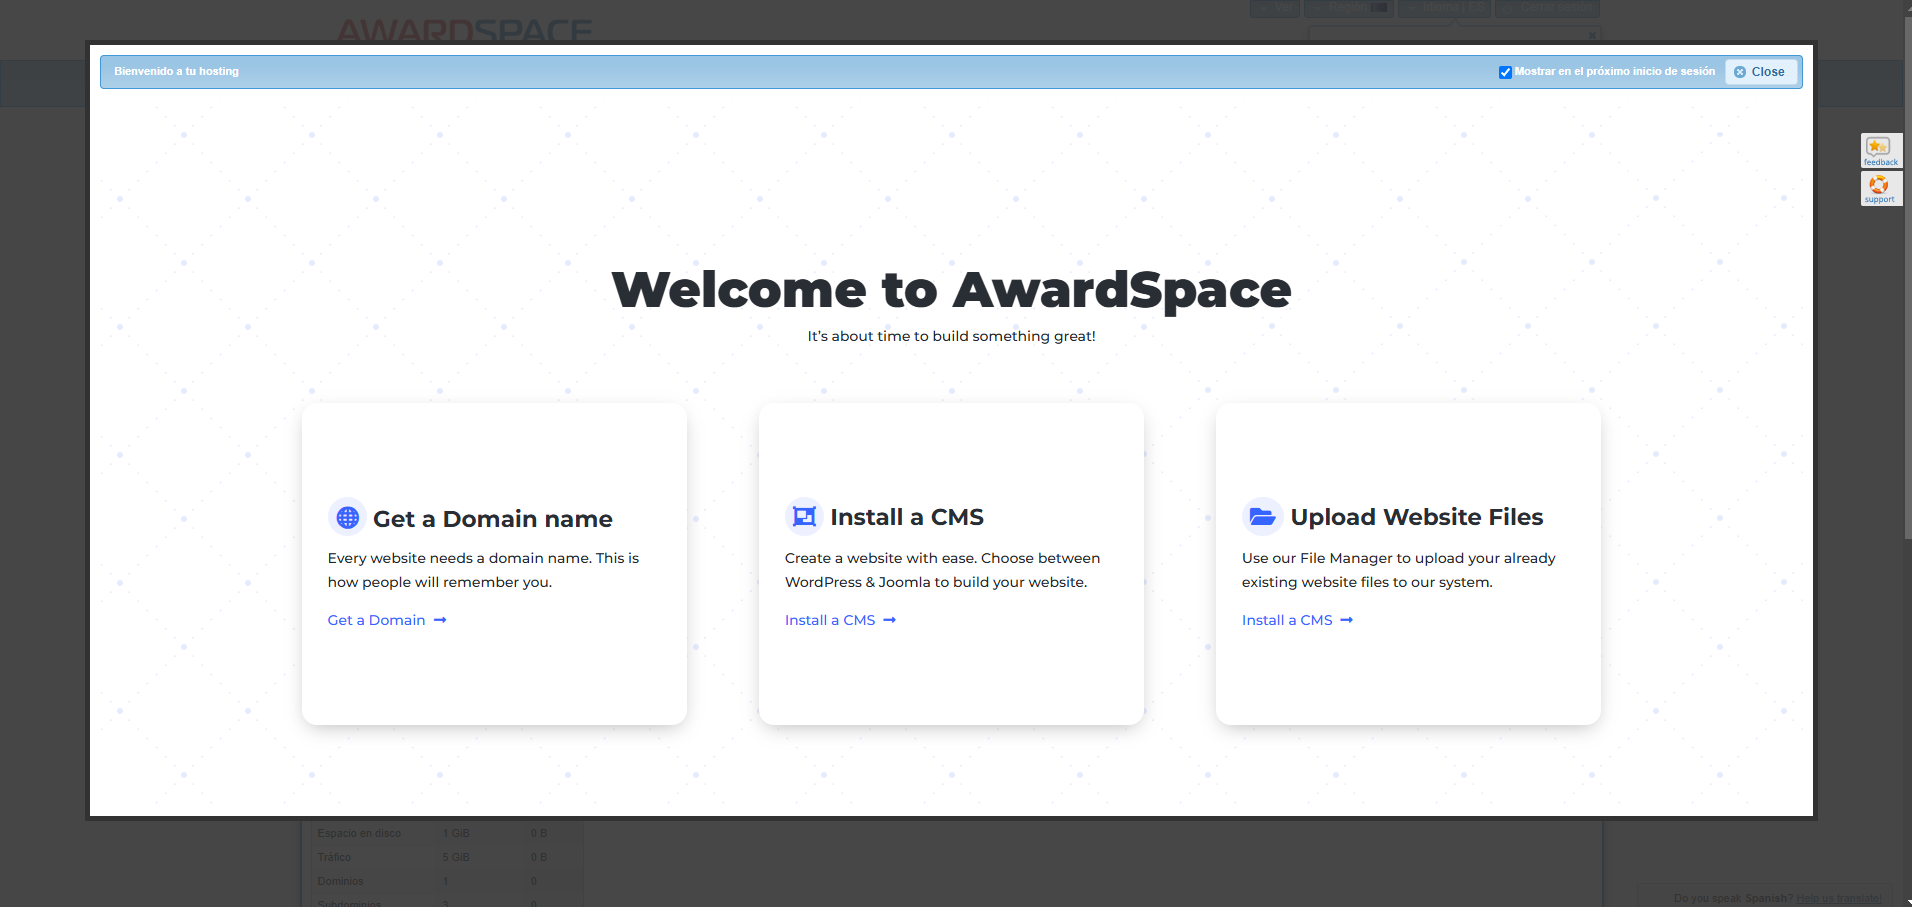 AWARDSPACE
Bienvenido a tu hosting
Mostrar en el próximo inicio de sesión
Close
feedback
support
Welcome to AwardSpace
It's about time to build something great!
Get a Domain name
Every website needs a domain name. This is
how people will remember you.
Get a Domain
Install a CMS
Create a website with ease. Choose between
WordPress & Joomla to build your website.
Install a CMS
Upload Website Files
Use our File Manager to upload your already
existing website files to our system.
Install a CMS
Espacio en disco 1 GiB 0 B
Tráfico 5 GiB 0 B
Dominios 1 0
Subdominios 3 0
Do you speak Spanish? Help us translate!